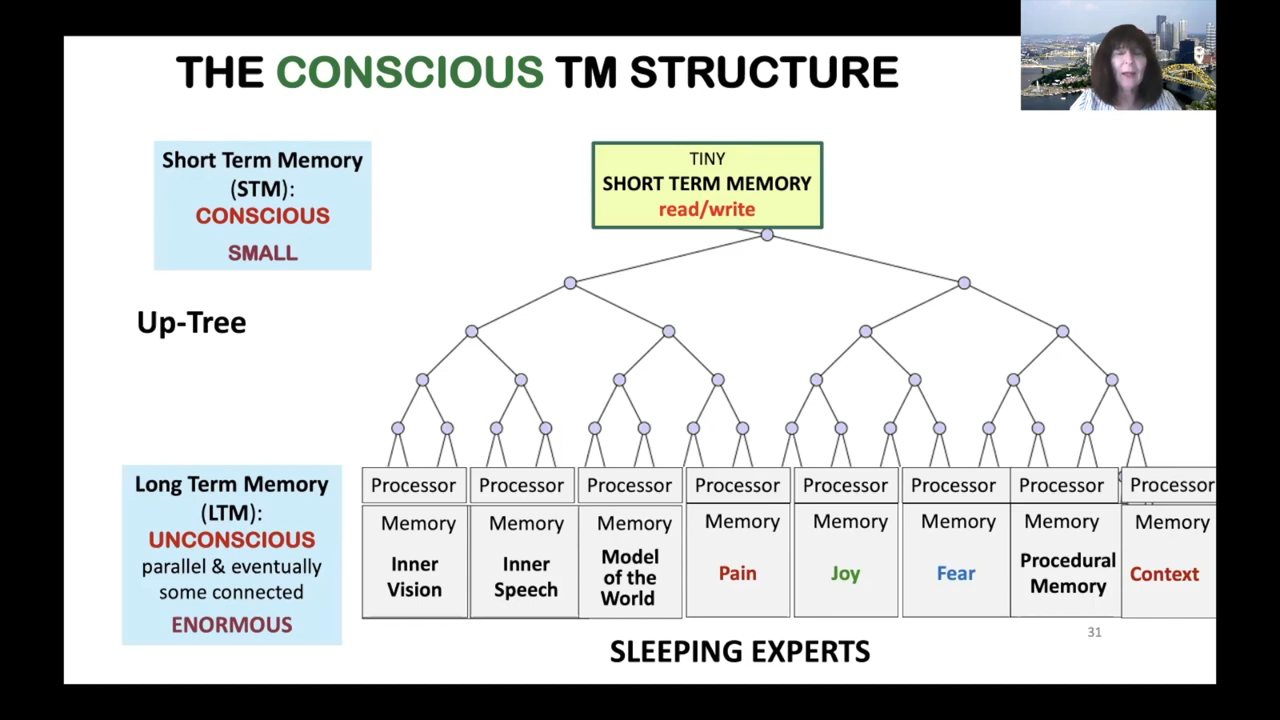 THE CONSCIOUS TM STRUCTURE
Short Term Memory
(STM):
CONSCIOUS
SMALL
TINY
SHORT TERM MEMORY
read/write
Up-Tree
Long Term Memory
(LTM):
UNCONSCIOUS
parallel & eventually
some connected
ENORMOUS
Processor
Memory
Inner
Vision
Processor
Memory
Inner
Speech
Processor
Memory
Model
of the
World
Processor
Memory
Pain
Processor
Memory
Joy
Processor
Memory
Fear
Processor
Memory
Procedural
Memory
Processor
Memory
Context
31
SLEEPING EXPERTS